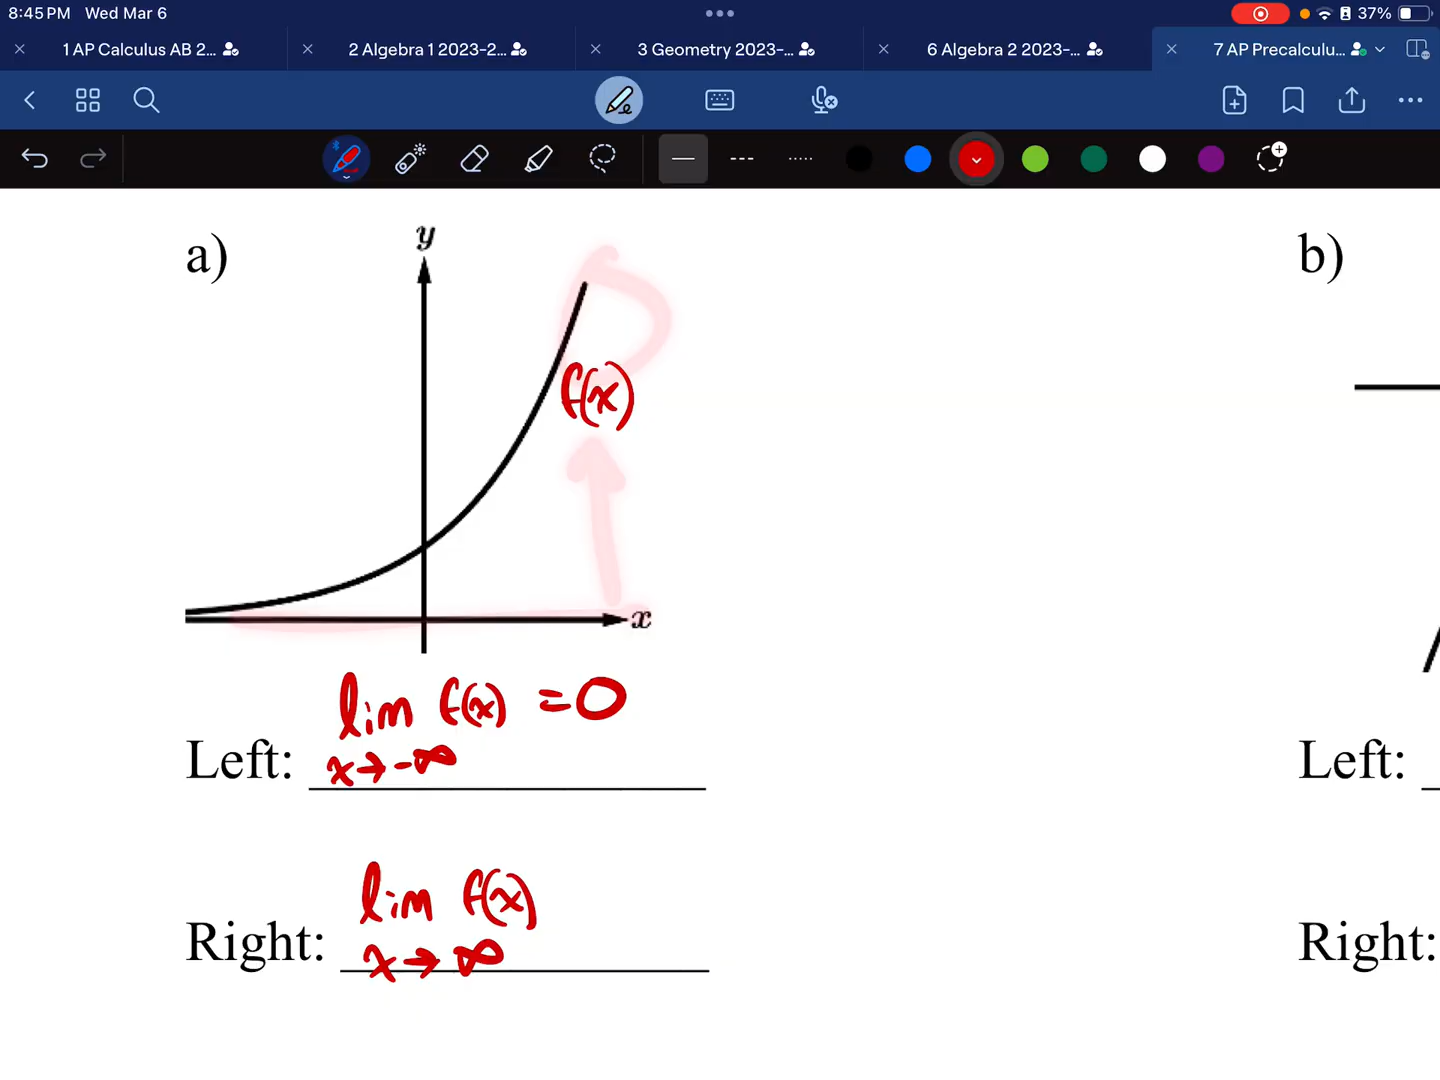 8:45 PM Wed Mar 6
37%
1 AP Calculus AB 2...
2 Algebra 1 2023-2...
3 Geometry 2023-...
6 Algebra 2 2023-...
7 AP Precalculu...
a)
y
b)
f(x)
x
lim f(x) = 0
Left: x→-∞
Left:
lim f(x)
Right: x→∞
Right: